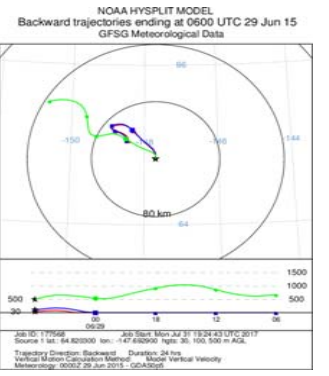 NOAA HYSPLIT MODEL
Backward trajectories ending at 0600 UTC 29 Jun 15
GFSG Meteorological Data
66
-150
-148
-146
-144
80 km
64
1500
1000
500
500
30
00
18
12
06
06/29
Job ID: 177568 Job Start: Mon Jul 31 19:24:43 UTC 2017
Source 1 lat.: 64.820300 lon.: -147.692900 hgts: 30, 100, 500 m AGL
Trajectory Direction: Backward Duration: 24 hrs
Vertical Motion Calculation Method: Model Vertical Velocity
Meteorology: 0000Z 29 Jun 2015 - GDAS0p5